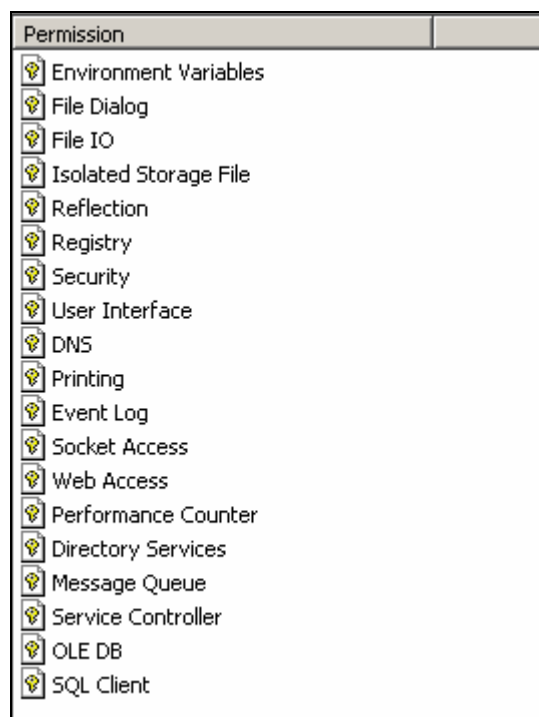 Permission
Environment Variables
File Dialog
File IO
Isolated Storage File
Reflection
Registry
Security
User Interface
DNS
Printing
Event Log
Socket Access
Web Access
Performance Counter
Directory Services
Message Queue
Service Controller
OLE DB
SQL Client